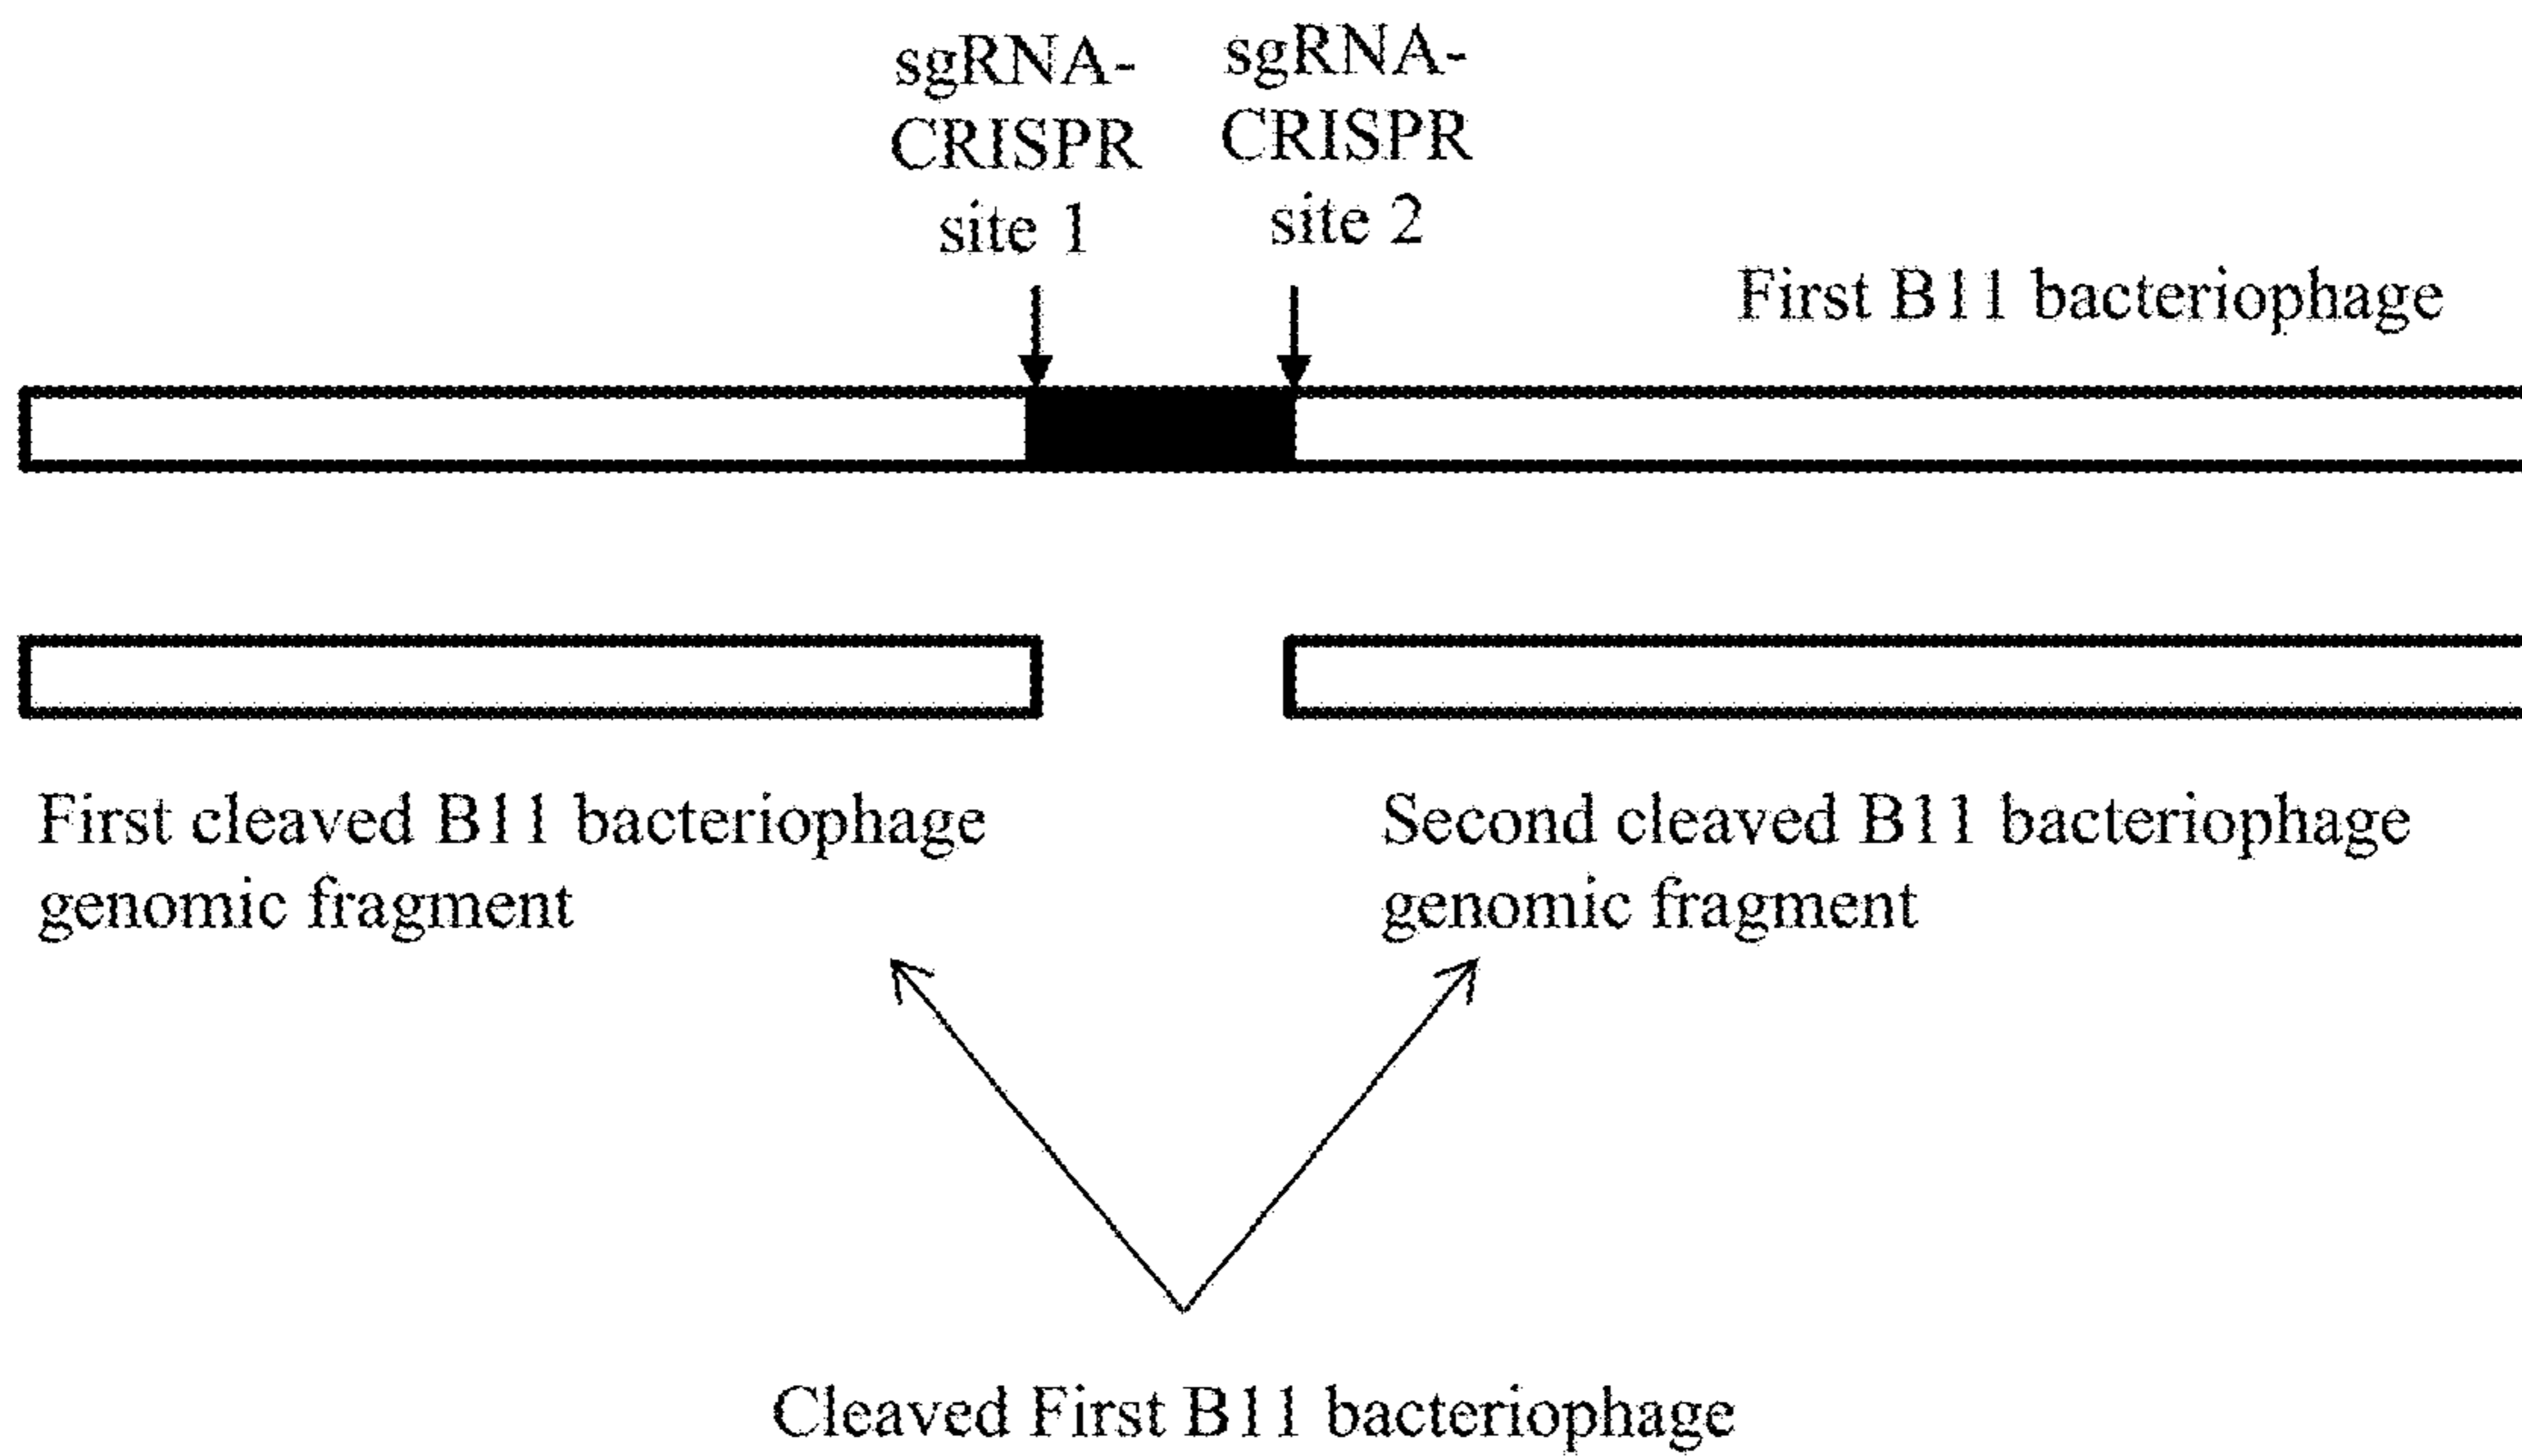 sgRNA-
CRISPR
site 1
sgRNA-
CRISPR
site 2
First B11 bacteriophage
First cleaved B11 bacteriophage
genomic fragment
Second cleaved B11 bacteriophage
genomic fragment
Cleaved First B11 bacteriophage